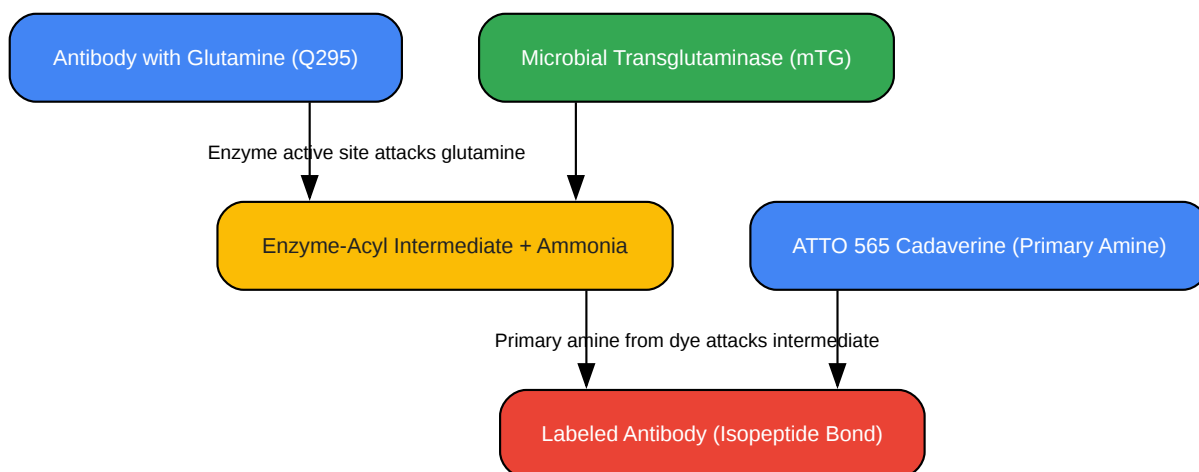 Antibody with Glutamine (Q295)
Microbial Transglutaminase (mTG)
Enzyme active site attacks glutamine
Enzyme-Acyl Intermediate + Ammonia
ATTO 565 Cadaverine (Primary Amine)
Primary amine from dye attacks intermediate
Labeled Antibody (Isopeptide Bond)